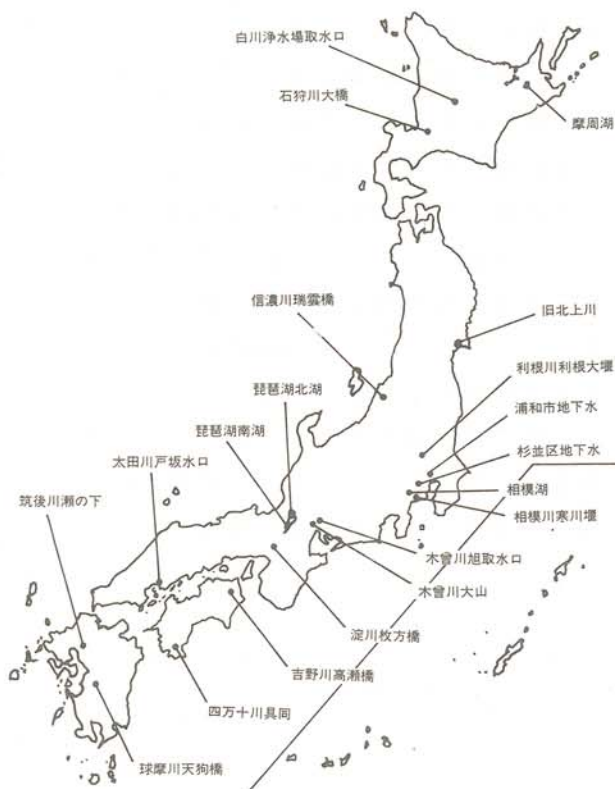 白川浄水場取水口
石狩川大橋
摩周湖
信濃川瑞雲橋
旧北上川
利根川利根大堰
琵琶湖北湖
浦和市地下水
琵琶湖南湖
杉並区地下水
太田川戸坂水口
相模湖
筑後川瀬の下
相模川寒川堰
木曾川旭取水口
木曾川大山
淀川枚方橋
吉野川高瀬橋
四万十川具同
球摩川天狗橋